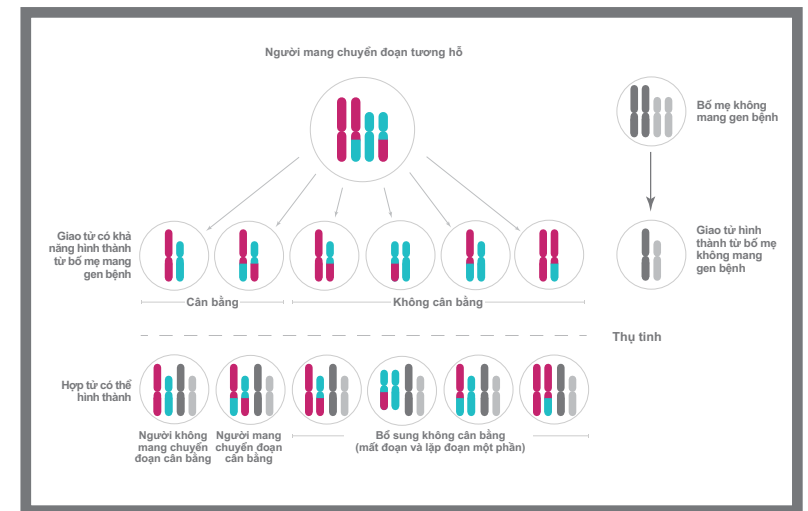 Người mang chuyển đoạn tương hỗ
Bố mẹ không
mang gen bệnh
Giao tử có khả
năng hình thành
từ bố mẹ mang
gen bệnh
Giao tử hình
thành từ bố mẹ
không mang
gen bệnh
Cân bằng
Không cân bằng
Thụ tinh
Hợp tử có thể
hình thành
Người không
mang chuyển
đoạn cân bằng
Người mang
chuyển đoạn
cân bằng
Bổ sung không cân bằng
(mất đoạn và lặp đoạn một phần)